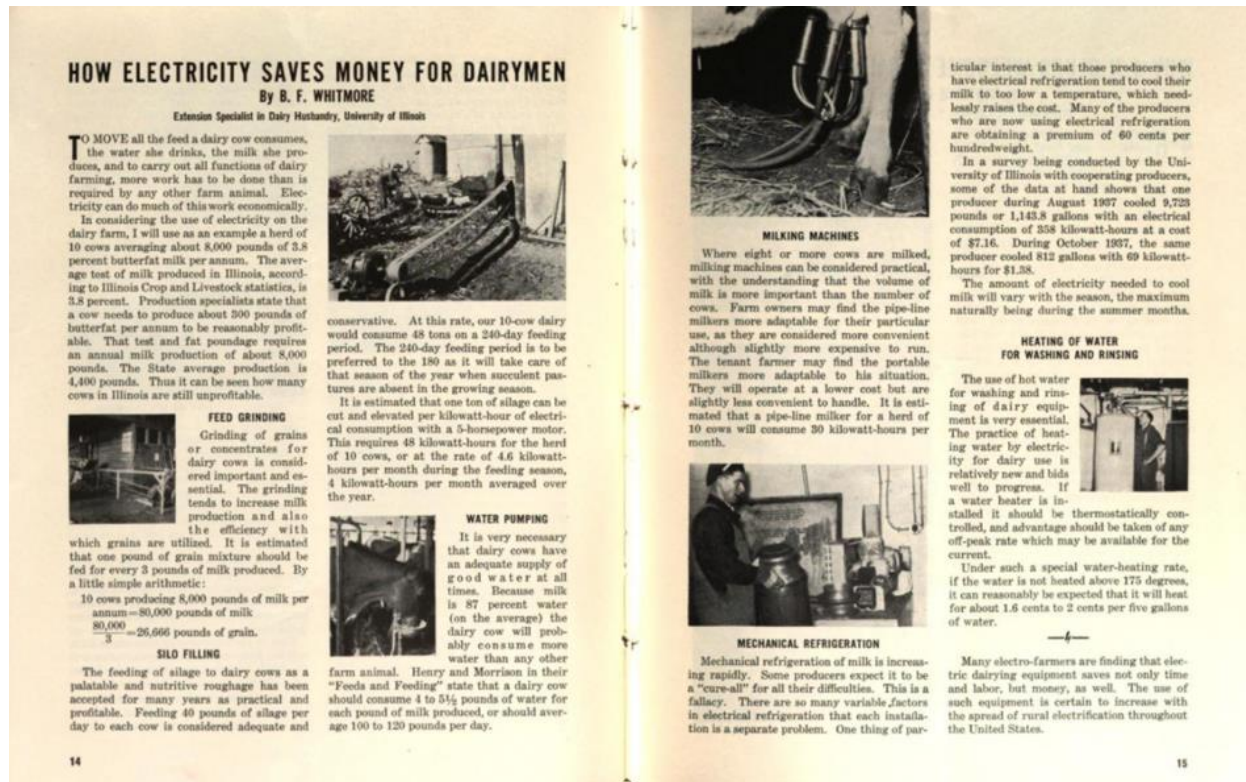 HOW ELECTRICITY SAVES MONEY FOR DAIRYMEN
By B. F. WHITMORE
Extension Specialist in Dairy Husbandry, University of Illinois
TO MOVE all the feed a dairy cow consumes,
the water she drinks, the milk she pro-
duces, and to carry out all functions of dairy
farming, more work has to be done than is
required by any other farm animal. Elec-
tricity can do much of this work economically.
In considering the use of electricity on the
dairy farm, I will use as an example a herd of
10 cows averaging about 8,000 pounds of 3.8
percent butterfat milk per annum. The aver-
age test of milk produced in Illinois, accord-
ing to Illinois Crop and Livestock statistics, is
3.8 percent. Production specialists state that
a cow needs to produce about 300 pounds of
butterfat per annum to be reasonably profit-
able. That test and fat poundage requires
an annual milk production of about 8,000
pounds. The State average production is
4,400 pounds. Thus it can be seen how many
cows in Illinois are still unprofitable.
FEED GRINDING
Grinding of grains
or concentrates for
dairy cows is consid-
ered important and es-
sential. The grinding
tends to increase milk
production and also
the efficiency with
which grains are utilized. It is estimated
that one pound of grain mixture should be
fed for every 3 pounds of milk produced. By
a little simple arithmetic:
10 cows producing 8,000 pounds of milk per
annum=80,000 pounds of milk
80,000
3
=26,666 pounds of grain.
SILO FILLING
The feeding of silage to dairy cows as a
palatable and nutritive roughage has been
accepted for many years as practical and
profitable. Feeding 40 pounds of silage per
day to each cow is considered adequate and
conservative. At this rate, our 10-cow dairy
would consume 48 tons on a 240-day feeding
period. The 240-day feeding period is to be
preferred to the 180 as it will take care of
that season of the year when succulent pas-
tures are absent in the growing season.
It is estimated that one ton of silage can be
cut and elevated per kilowatt-hour of electri-
cal consumption with a 5-horsepower motor.
This requires 48 kilowatt-hours for the herd
of 10 cows, or at the rate of 4.6 kilowatt-
hours per month during the feeding season,
4 kilowatt-hours per month averaged over
the year.
WATER PUMPING
It is very necessary
that dairy cows have
an adequate supply of
good water at all
times. Because milk
is 87 percent water
(on the average) the
dairy cow will prob-
ably consume more
water than any other
farm animal. Henry and Morrison in their
"Feeds and Feeding" state that a dairy cow
should consume 4 to 5½ pounds of water for
each pound of milk produced, or should aver-
age 100 to 120 pounds per day.
14
MILKING MACHINES
Where eight or more cows are milked,
milking machines can be considered practical,
with the understanding that the volume of
milk is more important than the number of
cows. Farm owners may find the pipe-line
milkers more adaptable for their particular
use, as they are considered more convenient
although slightly more expensive to run.
The tenant farmer may find the portable
milkers more adaptable to his situation.
They will operate at a lower cost but are
slightly less convenient to handle. It is esti-
mated that a pipe-line milker for a herd of
10 cows will consume 30 kilowatt-hours per
month.
MECHANICAL REFRIGERATION
Mechanical refrigeration of milk is increas-
ing rapidly. Some producers expect it to be
a "cure-all" for all their difficulties. This is a
fallacy. There are so many variable ,factors
in electrical refrigeration that each installa-
tion is a separate problem. One thing of par-
ticular interest is that those producers who
have electrical refrigeration tend to cool their
milk to too low a temperature, which need-
lessly raises the cost. Many of the producers
who are now using electrical refrigeration
are obtaining a premium of 60 cents per
hundredweight.
In a survey being conducted by the Uni-
versity of Illinois with cooperating producers,
some of the data at hand shows that one
producer during August 1937 cooled 9,723
pounds or 1,143.8 gallons with an electrical
consumption of 358 kilowatt-hours at a cost
of $7.16. During October 1937, the same
producer cooled 812 gallons with 69 kilowatt-
hours for $1.38.
The amount of electricity needed to cool
milk will vary with the season, the maximum
naturally being during the summer months.
HEATING OF WATER
FOR WASHING AND RINSING
The use of hot water
for washing and rins-
ing of dairy equip-
ment is very essential.
The practice of heat-
ing water by electric-
ity for dairy use is
relatively new and bids
well to progress. If
a water heater is in-
stalled it should be thermostatically con-
trolled, and advantage should be taken of any
off-peak rate which may be available for the
current.
Under such a special water-heating rate,
if the water is not heated above 175 degrees,
it can reasonably be expected that it will heat
for about 1.6 cents to 2 cents per five gallons
of water.
Many electro-farmers are finding that elec-
tric dairying equipment saves not only time
and labor, but money, as well. The use of
such equipment is certain to increase with
the spread of rural electrification throughout
the United States.
15